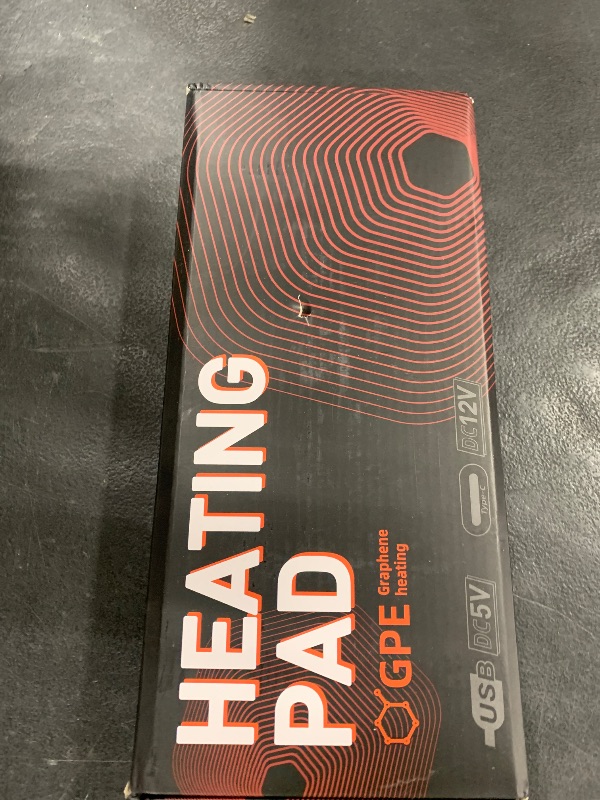 HEATING
PAD
GPE
Graphene
heating
USB DC5V
Type-C
DC12V